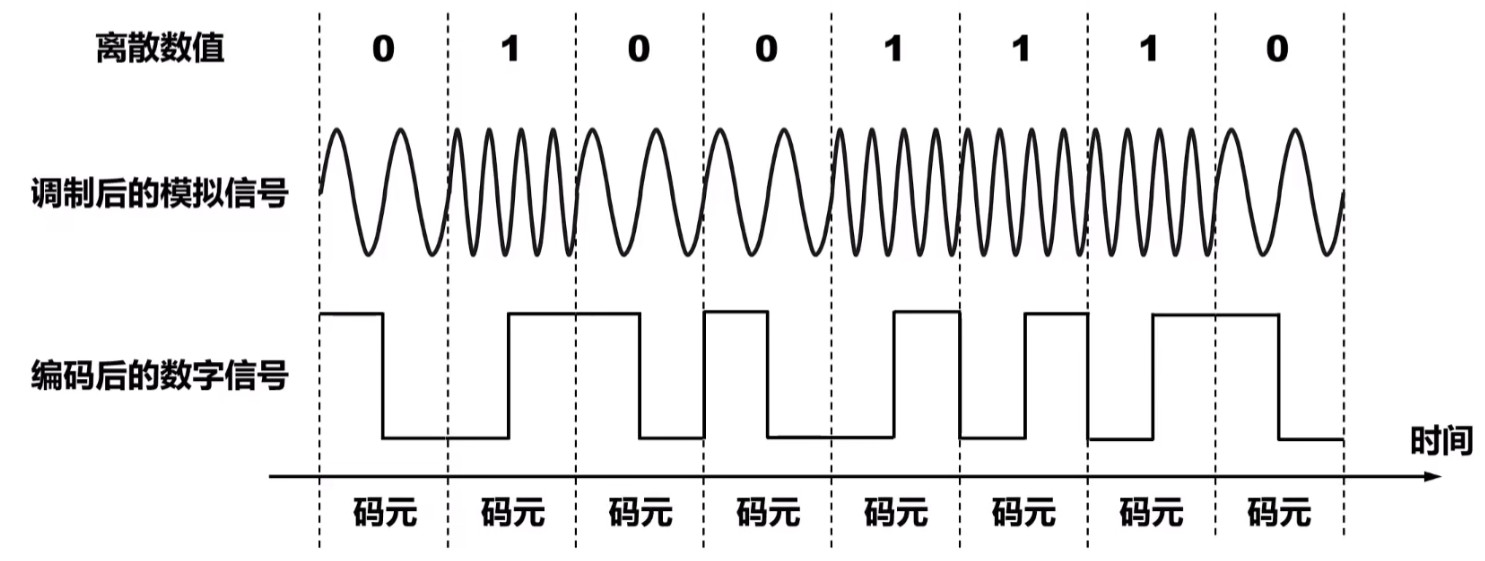 离散数值 0 1 0 0 1 1 1 0
调制后的模拟信号
编码后的数字信号
时间
码元 码元 码元 码元 码元 码元 码元 码元